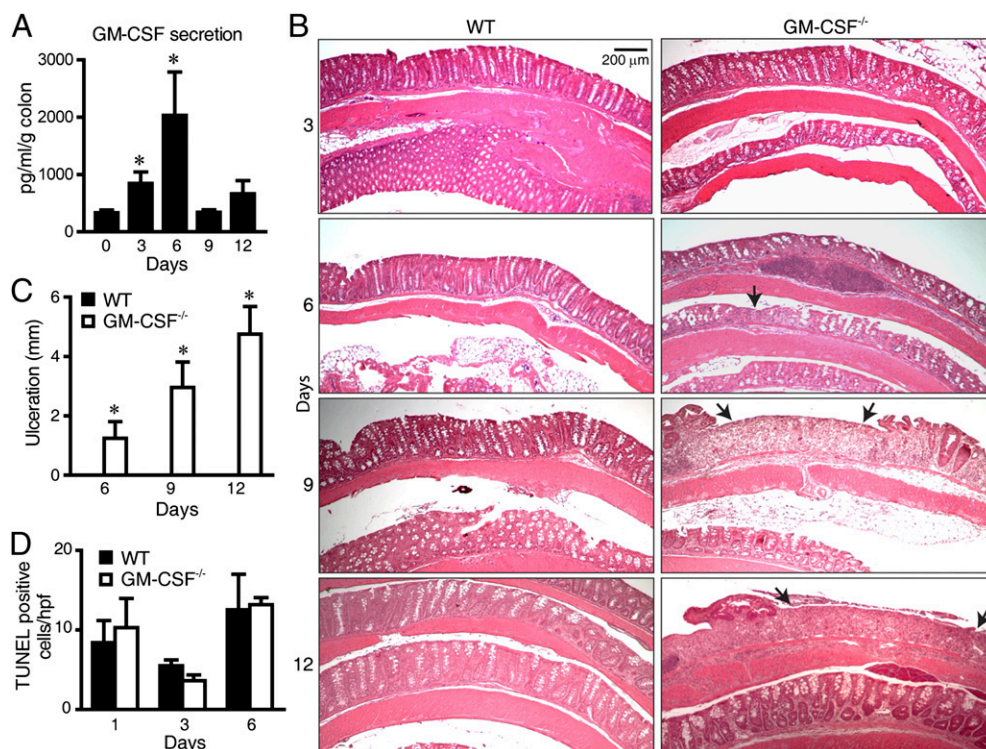 A
GM-CSF secretion
pg/ml/g colon
3000
2000
1000
0
*
*
0 3 6 9 12
Days
B
WT
GM-CSF-/-
200 μm
Days
3
6
9
12
C
WT
GM-CSF-/-
Ulceration (mm)
6
4
2
0
*
*
*
6 9 12
Days
D
WT
GM-CSF-/-
TUNEL positive
cells/hpf
20
10
0
1 3 6
Days